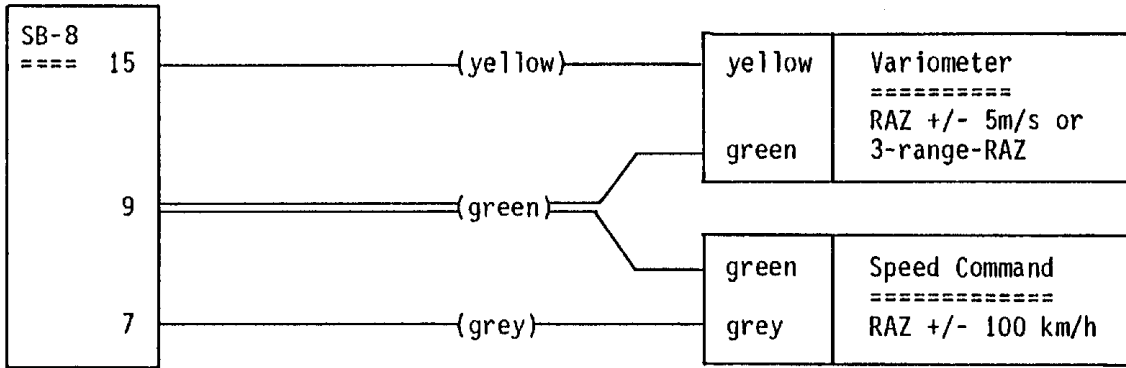 SB-8
==== 15 (yellow) yellow Variometer
==========
RAZ +/- 5m/s or
green 3-range-RAZ
9 (green)
green Speed Command
=============
7 (grey) grey RAZ +/- 100 km/h